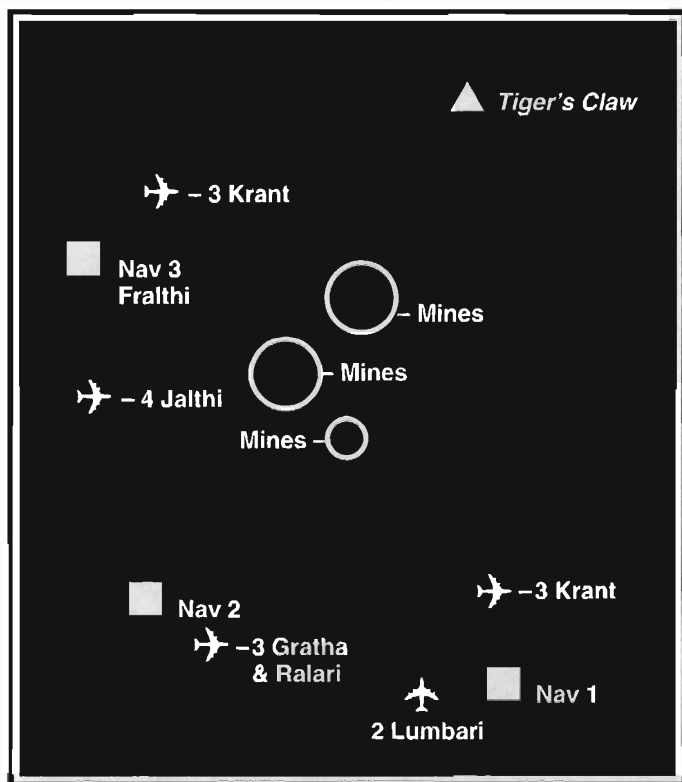 Tiger's Claw
– 3 Krant
Nav 3
Fralthi
– Mines
– Mines
– 4 Jalthi
Mines –
–3 Krant
Nav 2
–3 Gratha
& Ralari
Nav 1
2 Lumbari